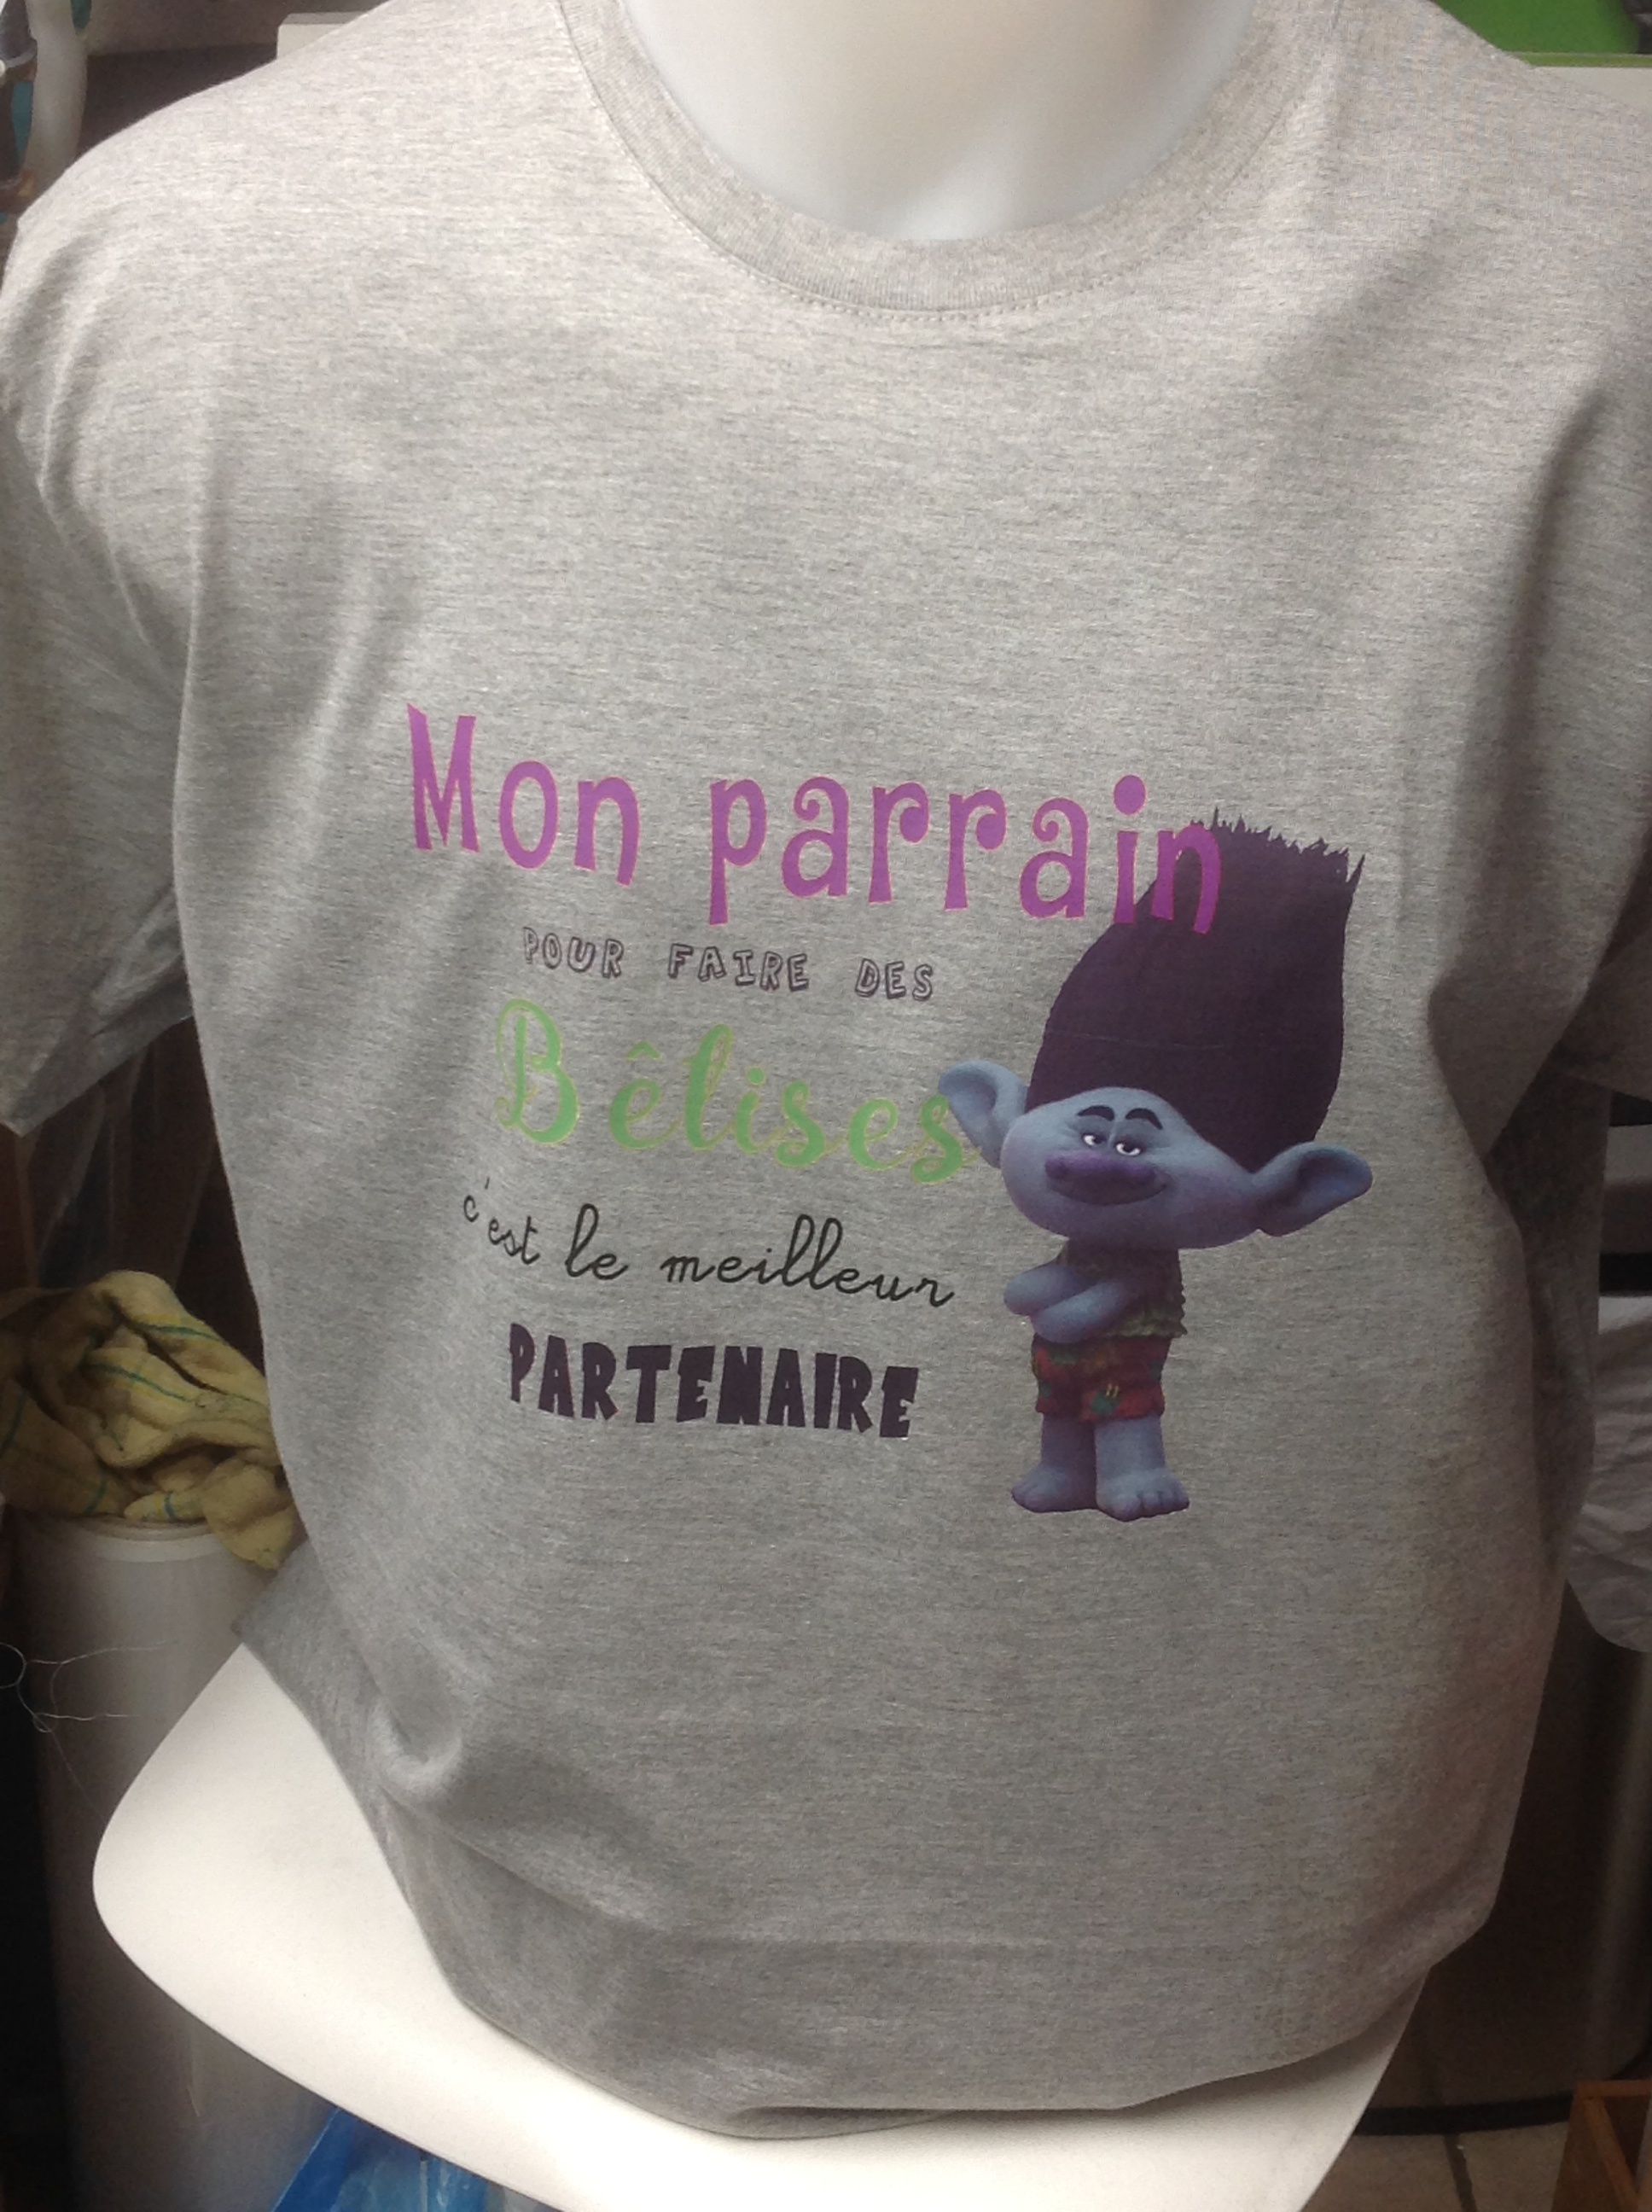 Mon parrain
POUR FAIRE DES
Bêlises
c'est le meilleur
PARTENAIRE